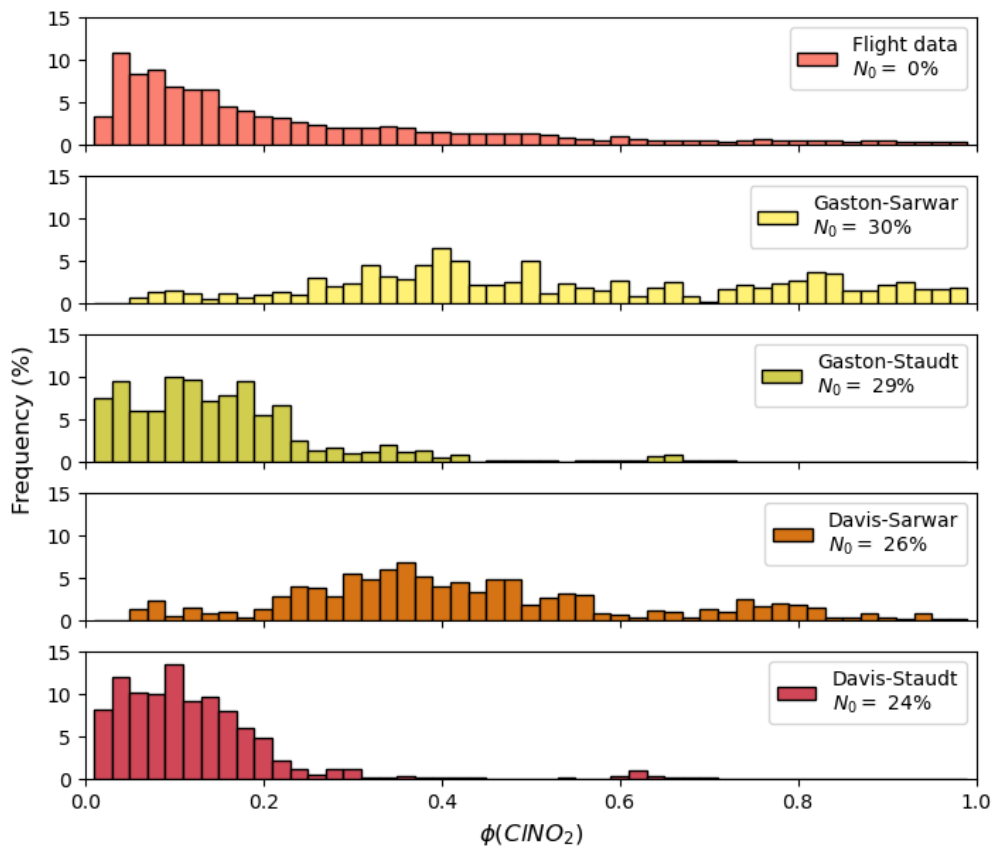 15
10
5
0
Flight data
N₀ = 0%
15
10
5
0
Gaston-Sarwar
N₀ = 30%
15
10
5
0
Gaston-Staudt
N₀ = 29%
Frequency (%)
15
10
5
0
Davis-Sarwar
N₀ = 26%
15
10
5
0
Davis-Staudt
N₀ = 24%
0.0 0.2 0.4 0.6 0.8 1.0
ϕ(ClNO₂)